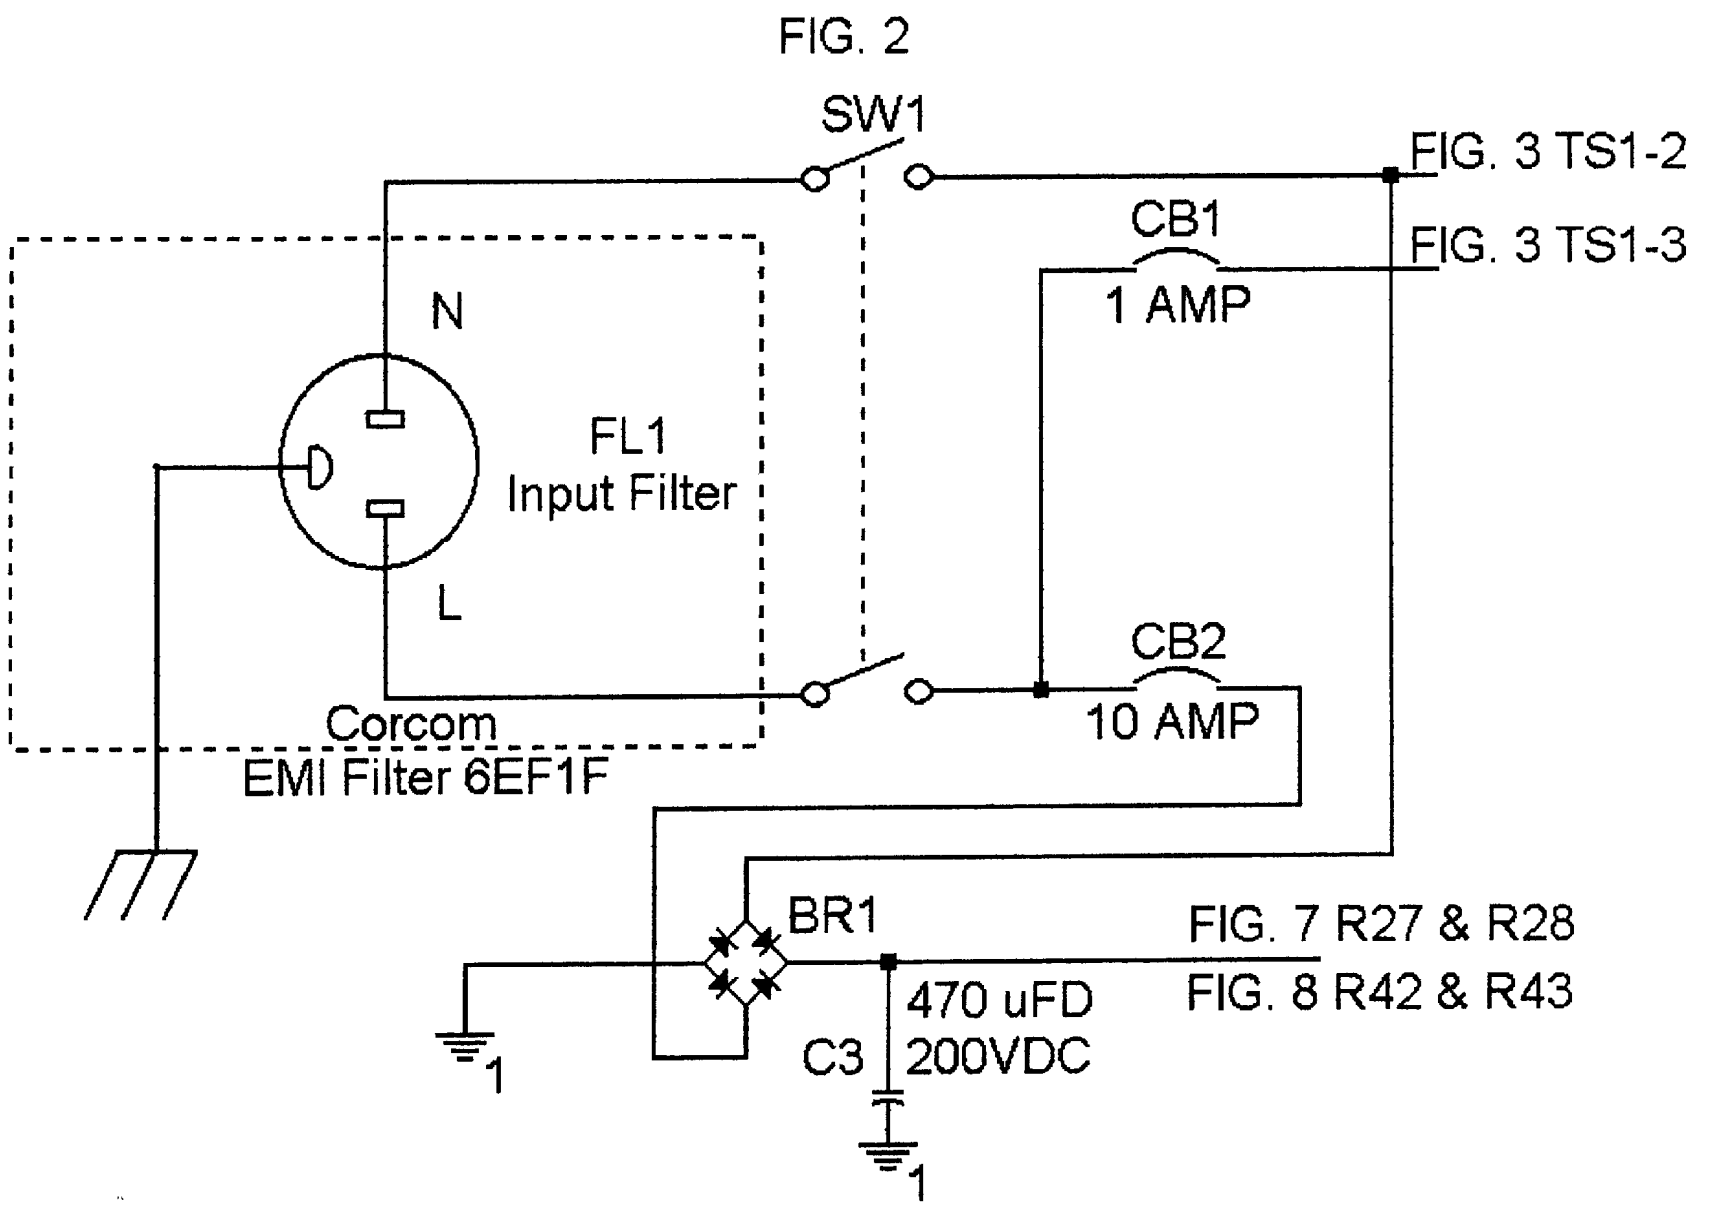 FIG. 2
SW1
FIG. 3 TS1-2
CB1
FIG. 3 TS1-3
1 AMP
N
FL1
Input Filter
L
CB2
10 AMP
Corcom
EMI Filter 6EF1F
BR1
FIG. 7 R27 & R28
470 uFD
FIG. 8 R42 & R43
C3
200VDC
1
1